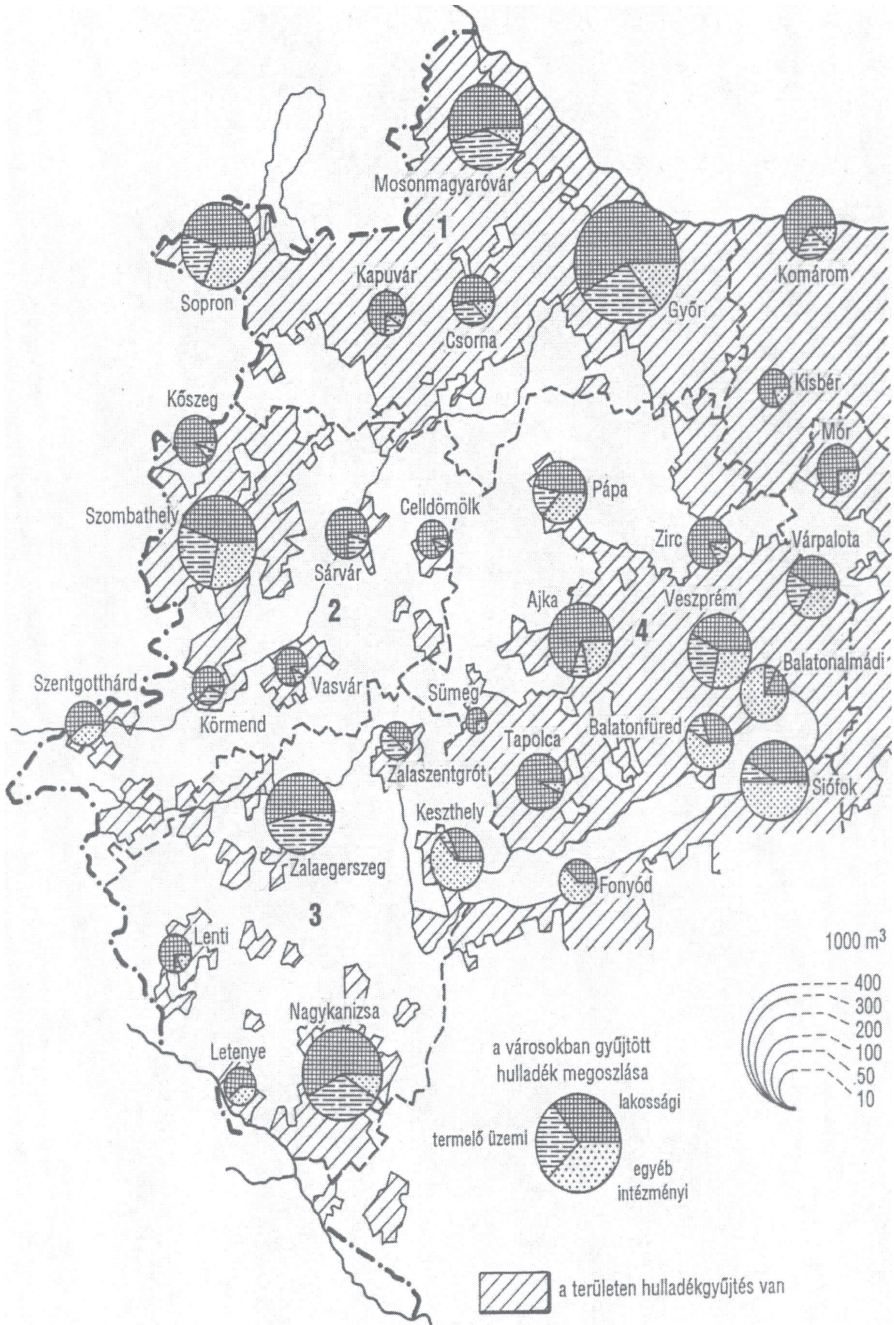 Mosonmagyaróvár
1
Sopron
Kapuvár
Csorna
Győr
Komárom
Kisbér
Kőszeg
Mór
Szombathely
Celldömölk
Pápa
Zirc
Várpalota
Sárvár
2
Ajka
4
Veszprém
Szentgotthárd
Körmend
Vasvár
Sümeg
Balatonalmádi
Balatonfüred
Zalaszentgrót
Tapolca
Siófok
Keszthely
Zalaegerszeg
Fonyód
3
Lenti
Nagykanizsa
Letenye
1000 m³
400
300
200
100
50
10
a városokban gyűjtött
hulladék megoszlása
lakossági
termelő üzemi
egyéb
intézményi
a területen hulladékgyűjtés van